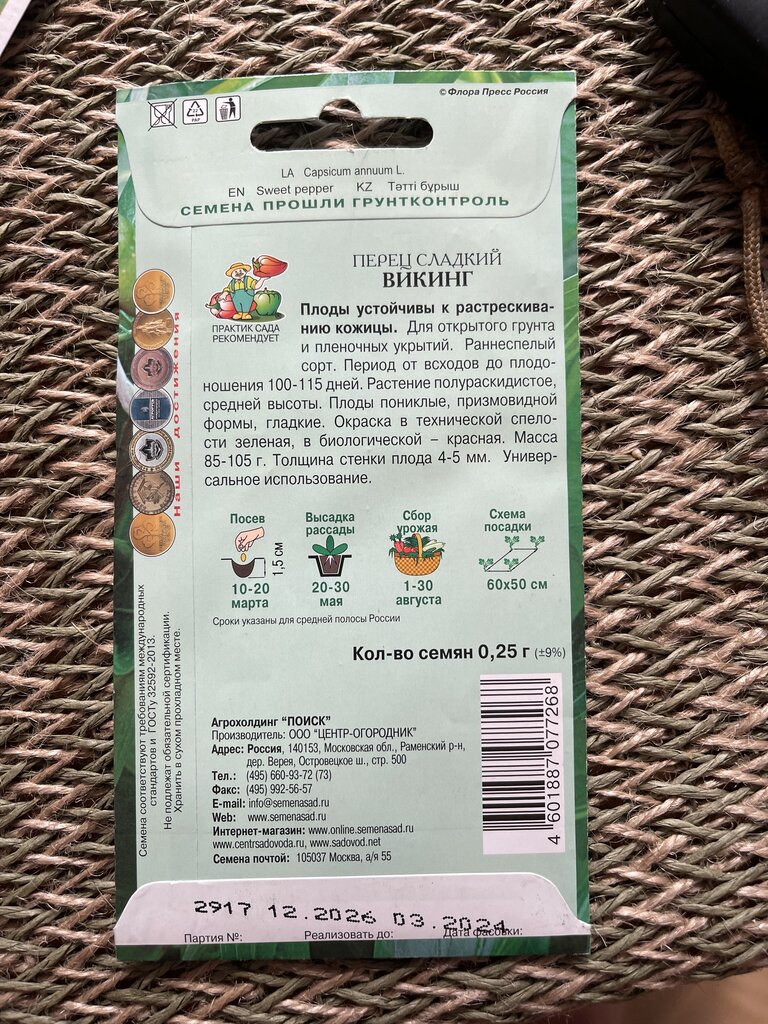 © Флора Пресс Россия
PAP
LA Capsicum annuum L.
EN Sweet pepper KZ Тәтті бұрыш
СЕМЕНА ПРОШЛИ ГРУНТКОНТРОЛЬ
ПЕРЕЦ СЛАДКИЙ
ВИКИНГ
ПРАКТИК САДА
РЕКОМЕНДУЕТ
Плоды устойчивы к растрескива-
нию кожицы. Для открытого грунта
и пленочных укрытий. Раннеспелый
сорт. Период от всходов до плодо-
ношения 100-115 дней. Растение полураскидистое,
средней высоты. Плоды пониклые, призмовидной
формы, гладкие. Окраска в технической спело-
сти зеленая, в биологической – красная. Масса
85-105 г. Толщина стенки плода 4-5 мм. Универ-
сальное использование.
наши достижения
Посев
1,5 см
10-20
марта
Высадка
рассады
20-30
мая
Сбор
урожая
1-30
августа
Схема
посадки
60х50 см
Сроки указаны для средней полосы России
Кол-во семян 0,25 г (±9%)
Семена соответствуют требованиям международных
стандартов и ГОСТу 32592-2013.
Не подлежат обязательной сертификации.
Хранить в сухом прохладном месте.
Агрохолдинг "ПОИСК"
Производитель: ООО "ЦЕНТР-ОГОРОДНИК"
Адрес: Россия, 140153, Московская обл., Раменский р-н,
дер. Верея, Островецкое ш., стр. 500
Тел.: (495) 660-93-72 (73)
Факс: (495) 992-56-57
E-mail: info@semenasad.ru
Web: www.semenasad.ru
Интернет-магазин: www.online.semenasad.ru
www.centrsadovoda.ru, www.sadovod.net
Семена почтой: 105037 Москва, а/я 55
4 601887 077268
2917 12.2026 03.2024
Партия №: Реализовать до: Дата фасовки: